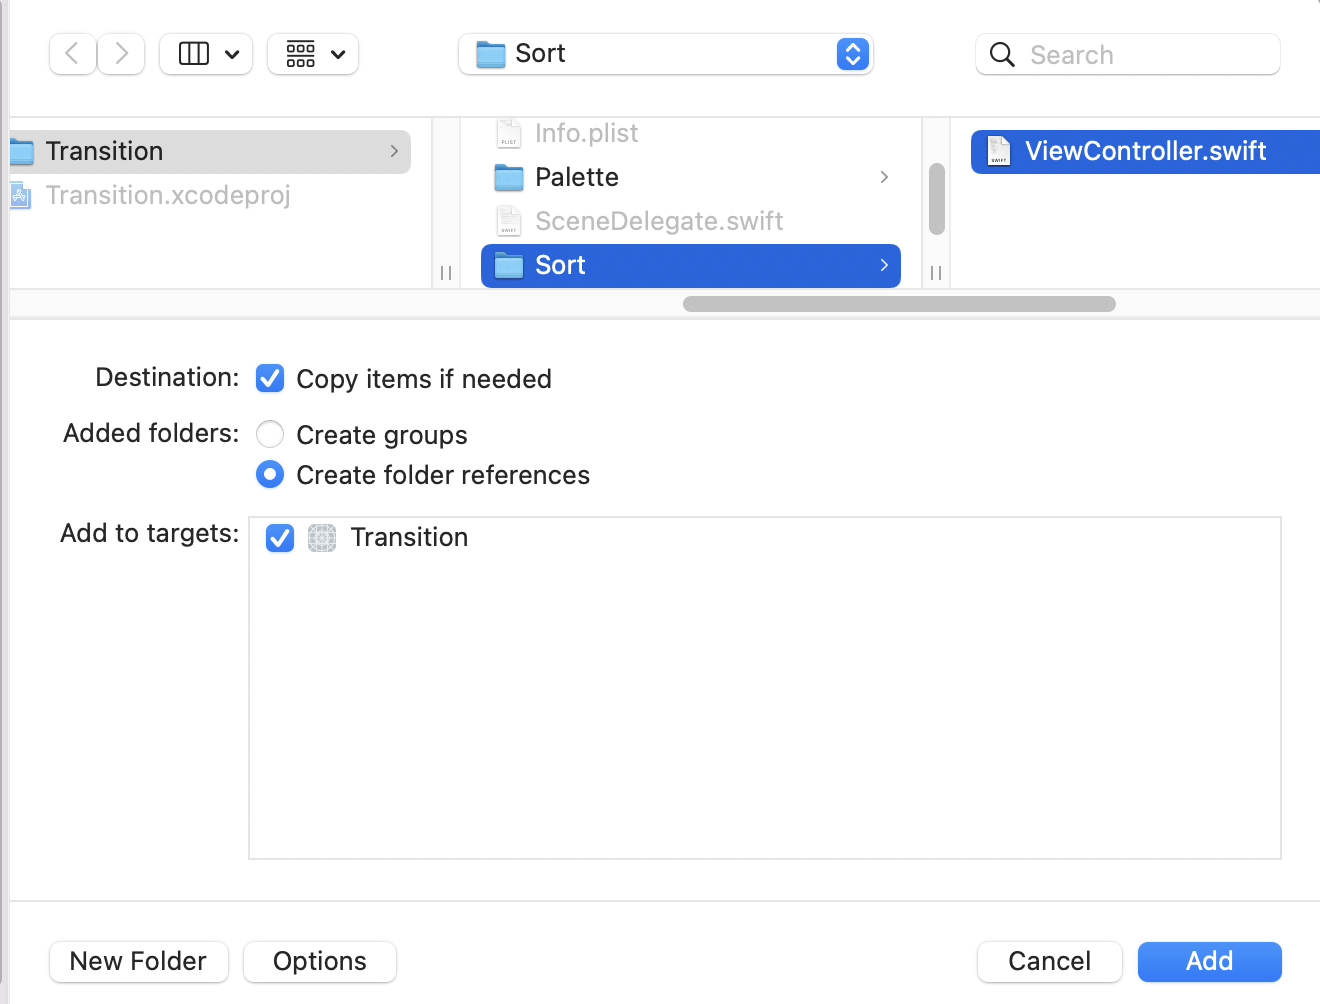 Sort
Search
Transition
Transition.xcodeproj
Info.plist
Palette
SceneDelegate.swift
Sort
ViewController.swift
Destination: Copy items if needed
Added folders: Create groups
Create folder references
Add to targets: Transition
New Folder Options Cancel Add